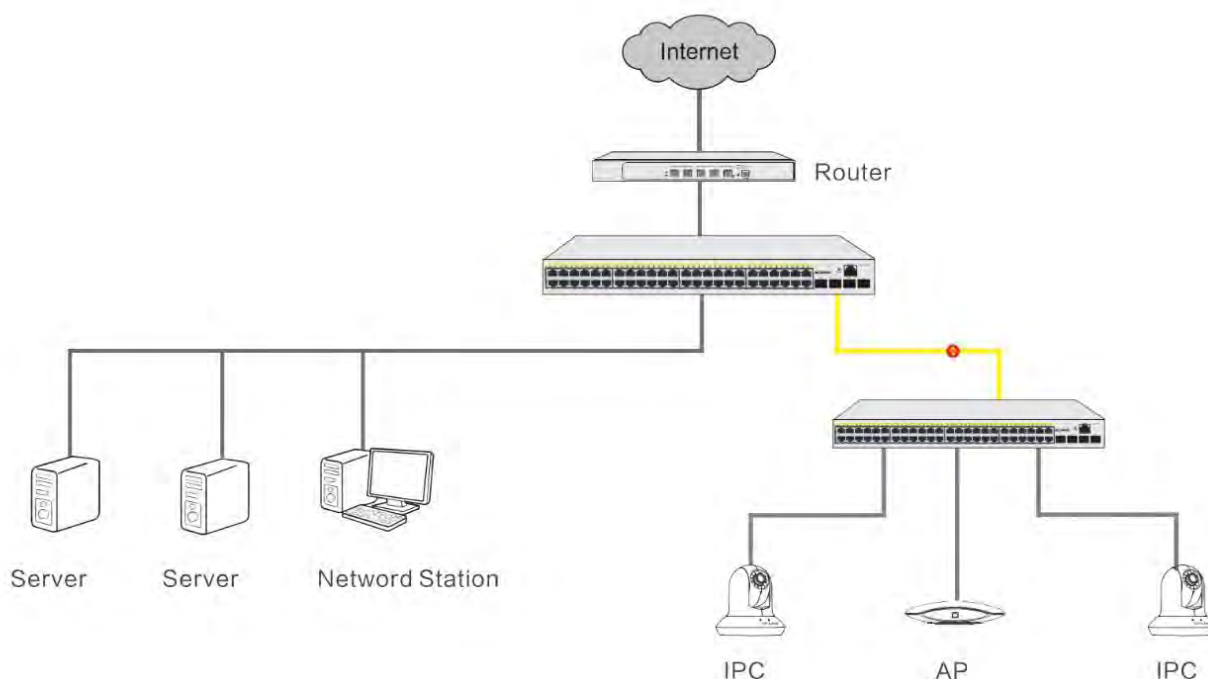 Internet
Router
Server
Server
Netword Station
IPC
AP
IPC